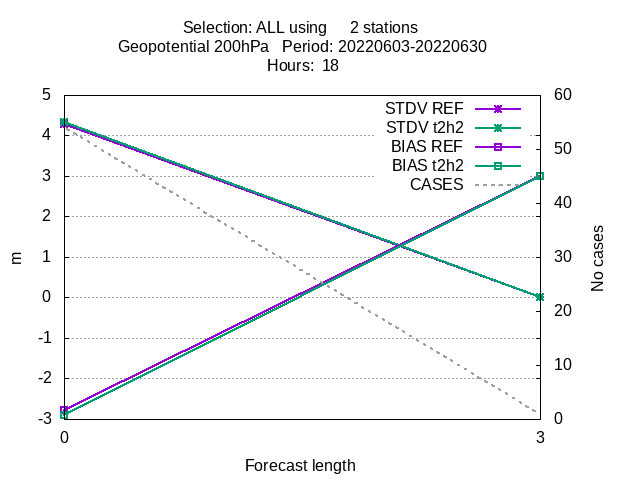 Selection: ALL using     2 stations
Geopotential 200hPa   Period: 20220603-20220630
Hours:  18
5
4
3
2
1
0
-1
-2
-3
m
STDV REF
STDV t2h2
BIAS REF
BIAS t2h2
CASES
60
50
40
30
20
10
0
No cases
0
3
Forecast length